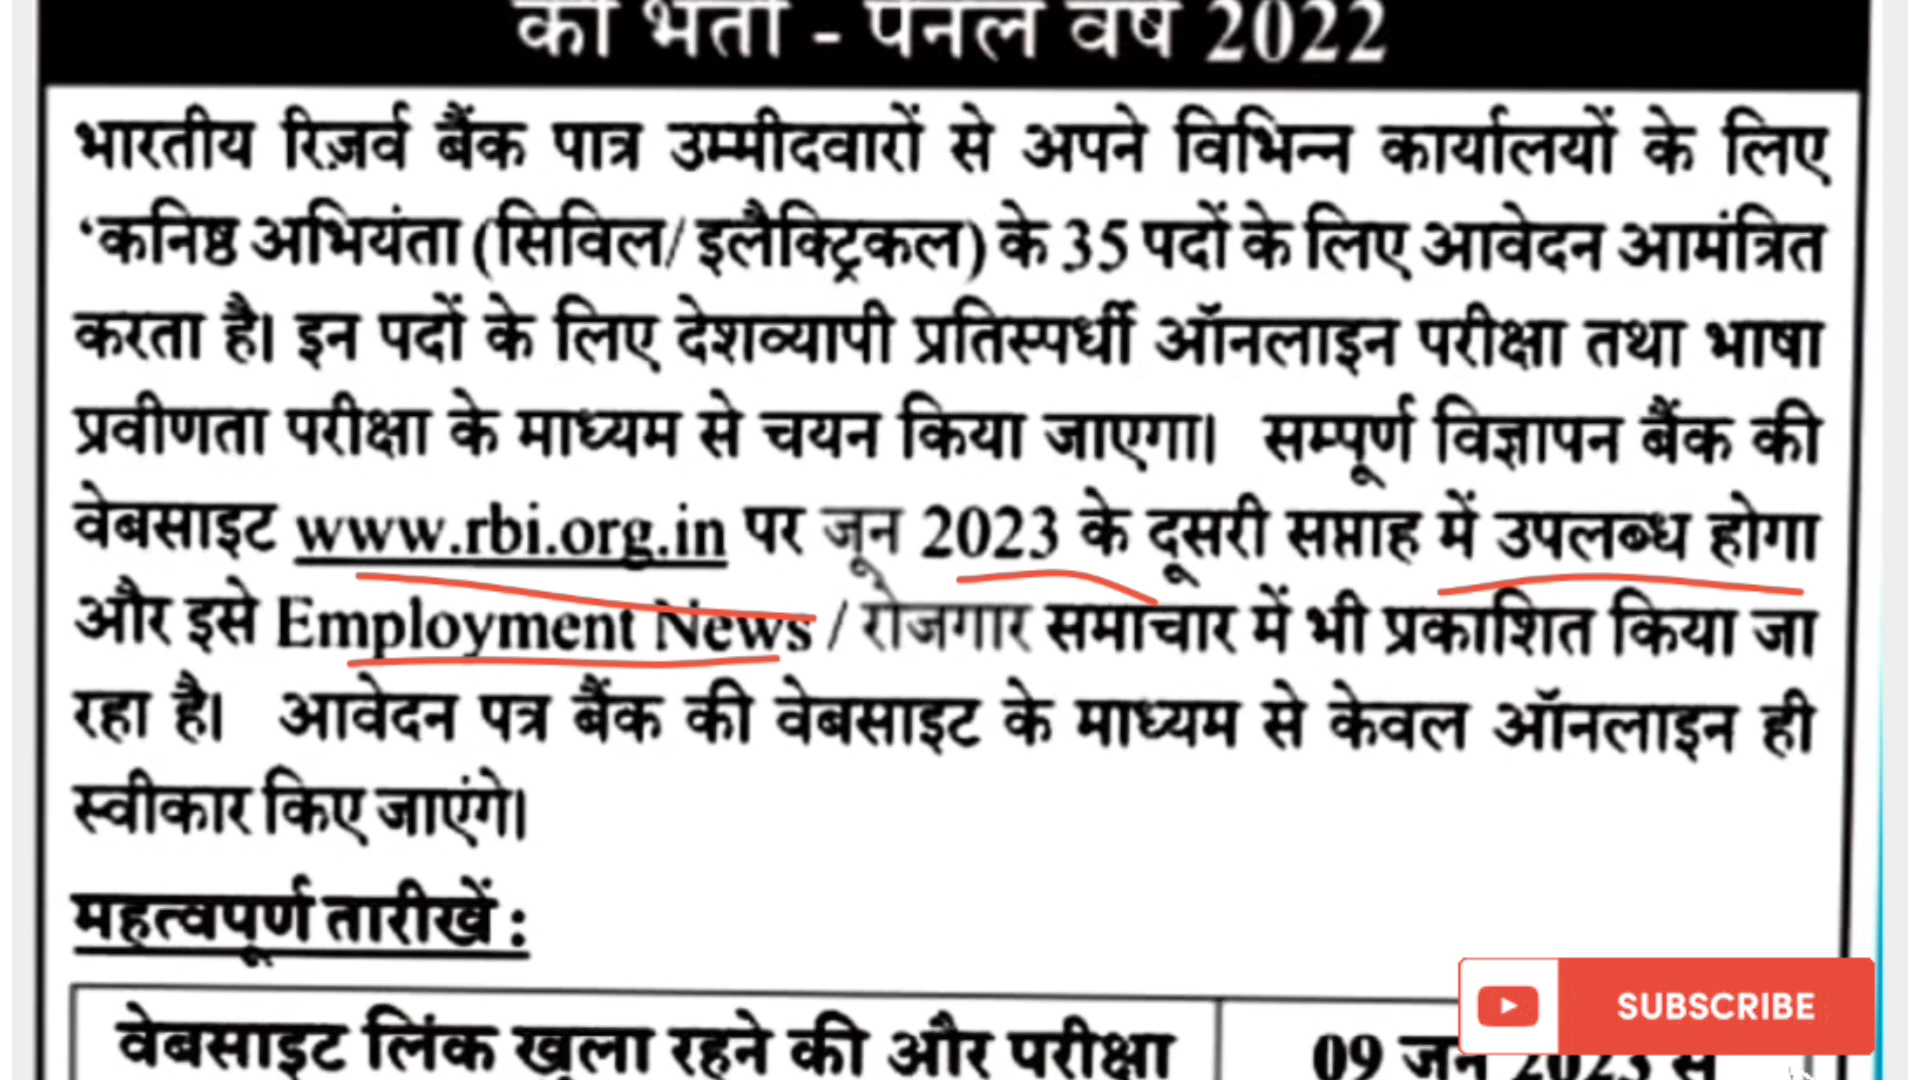 की भर्ती - पैनल वर्ष 2022
भारतीय रिज़र्व बैंक पात्र उम्मीदवारों से अपने विभिन्न कार्यालयों के लिए
‘कनिष्ठ अभियंता (सिविल/ इलैक्ट्रिकल) के 35 पदों के लिए आवेदन आमंत्रित
करता है। इन पदों के लिए देशव्यापी प्रतिस्पर्धी ऑनलाइन परीक्षा तथा भाषा
प्रवीणता परीक्षा के माध्यम से चयन किया जाएगा। सम्पूर्ण विज्ञापन बैंक की
वेबसाइट www.rbi.org.in पर जून 2023 के दूसरी सप्ताह में उपलब्ध होगा
और इसे Employment News / रोजगार समाचार में भी प्रकाशित किया जा
रहा है। आवेदन पत्र बैंक की वेबसाइट के माध्यम से केवल ऑनलाइन ही
स्वीकार किए जाएंगे।
महत्वपूर्ण तारीखें :
वेबसाइट लिंक खुला रहने की और परीक्षा
09 जून 2023 से
SUBSCRIBE